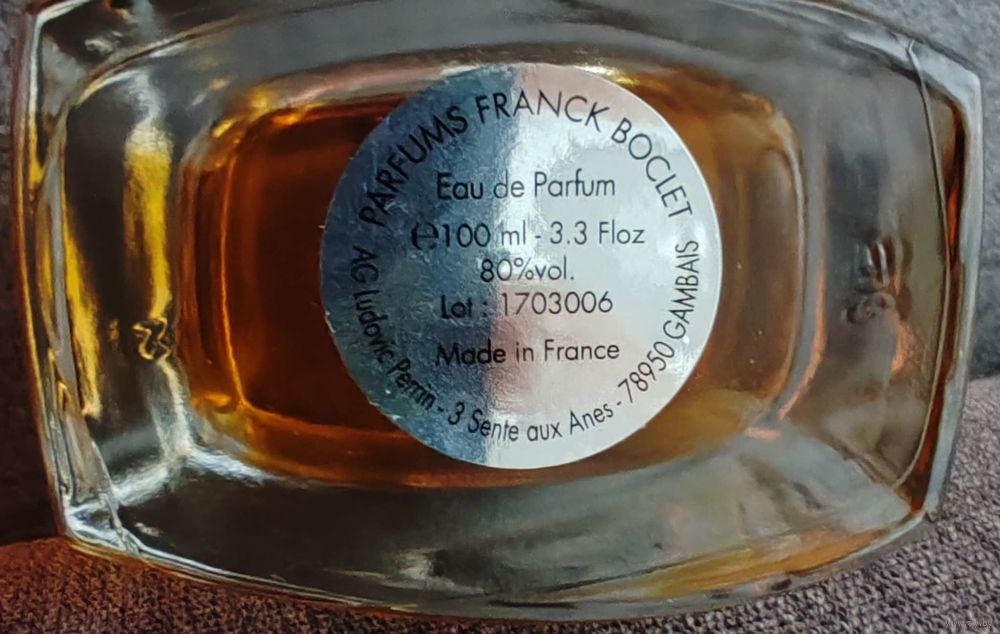 PARFUMS FRANCK BOCLET
Eau de Parfum
℮100 ml - 3.3 Floz
80%vol.
Lot : 1703006
Made in France
AG Ludovic Perrin - 3 Sente aux Anes - 78950 GAMBAIS